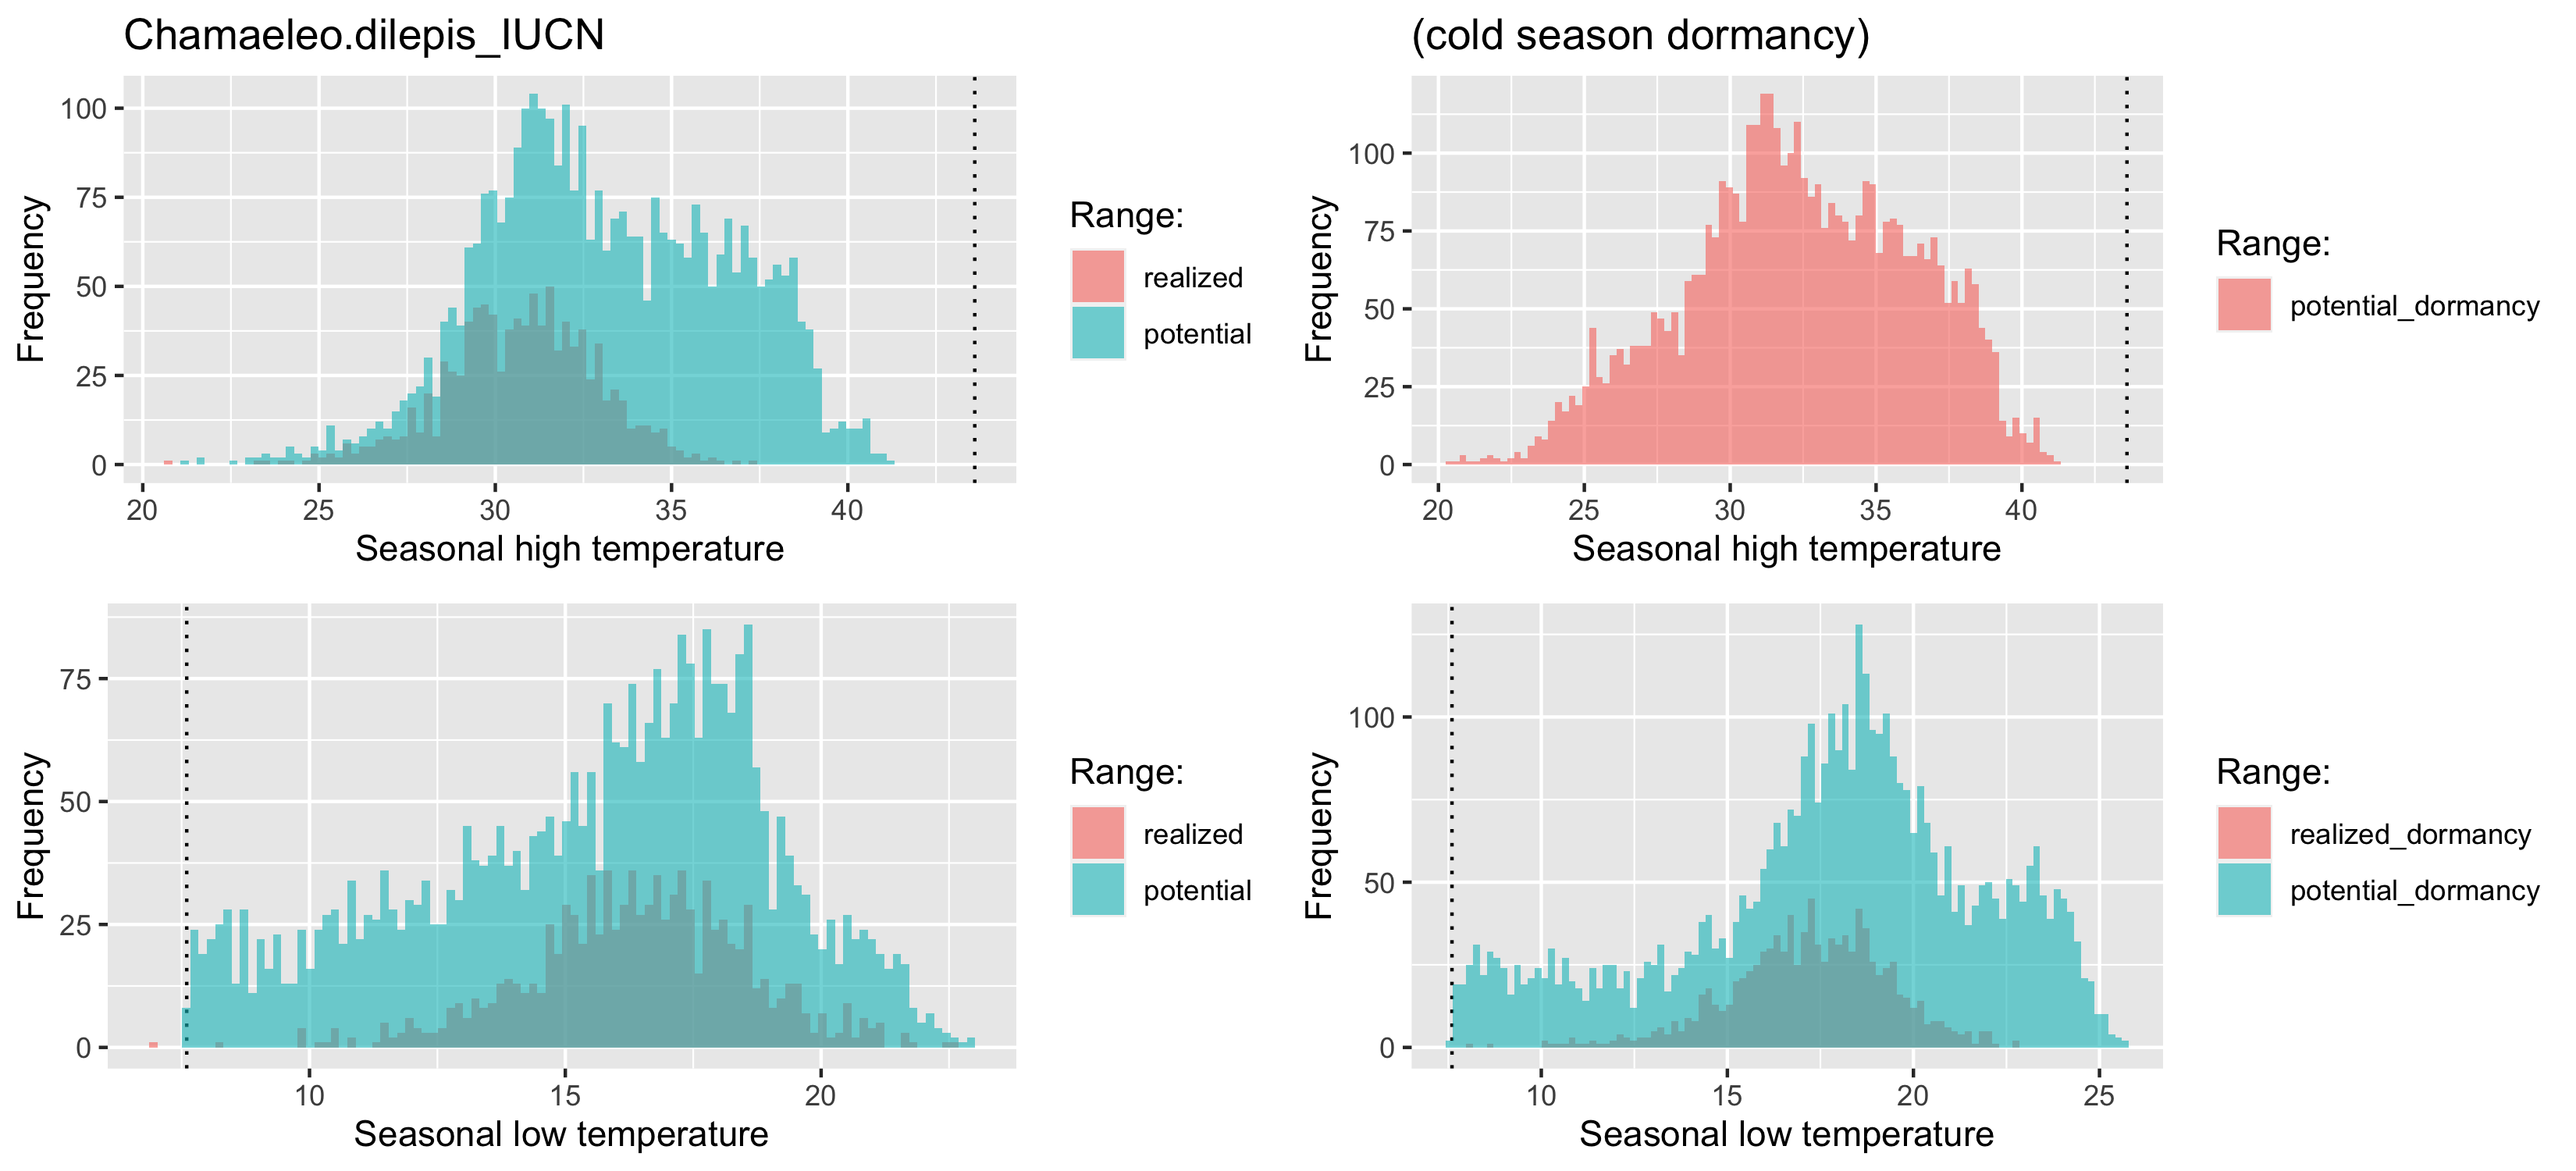 Chamaeleo.dilepis_IUCN
Frequency
100
75
50
25
0
20 25 30 35 40
Seasonal high temperature
Range:
realized
potential
(cold season dormancy)
Frequency
100
75
50
25
0
20 25 30 35 40
Seasonal high temperature
Range:
potential_dormancy
Frequency
75
50
25
0
10 15 20
Seasonal low temperature
Range:
realized
potential
Frequency
100
50
0
10 15 20 25
Seasonal low temperature
Range:
realized_dormancy
potential_dormancy